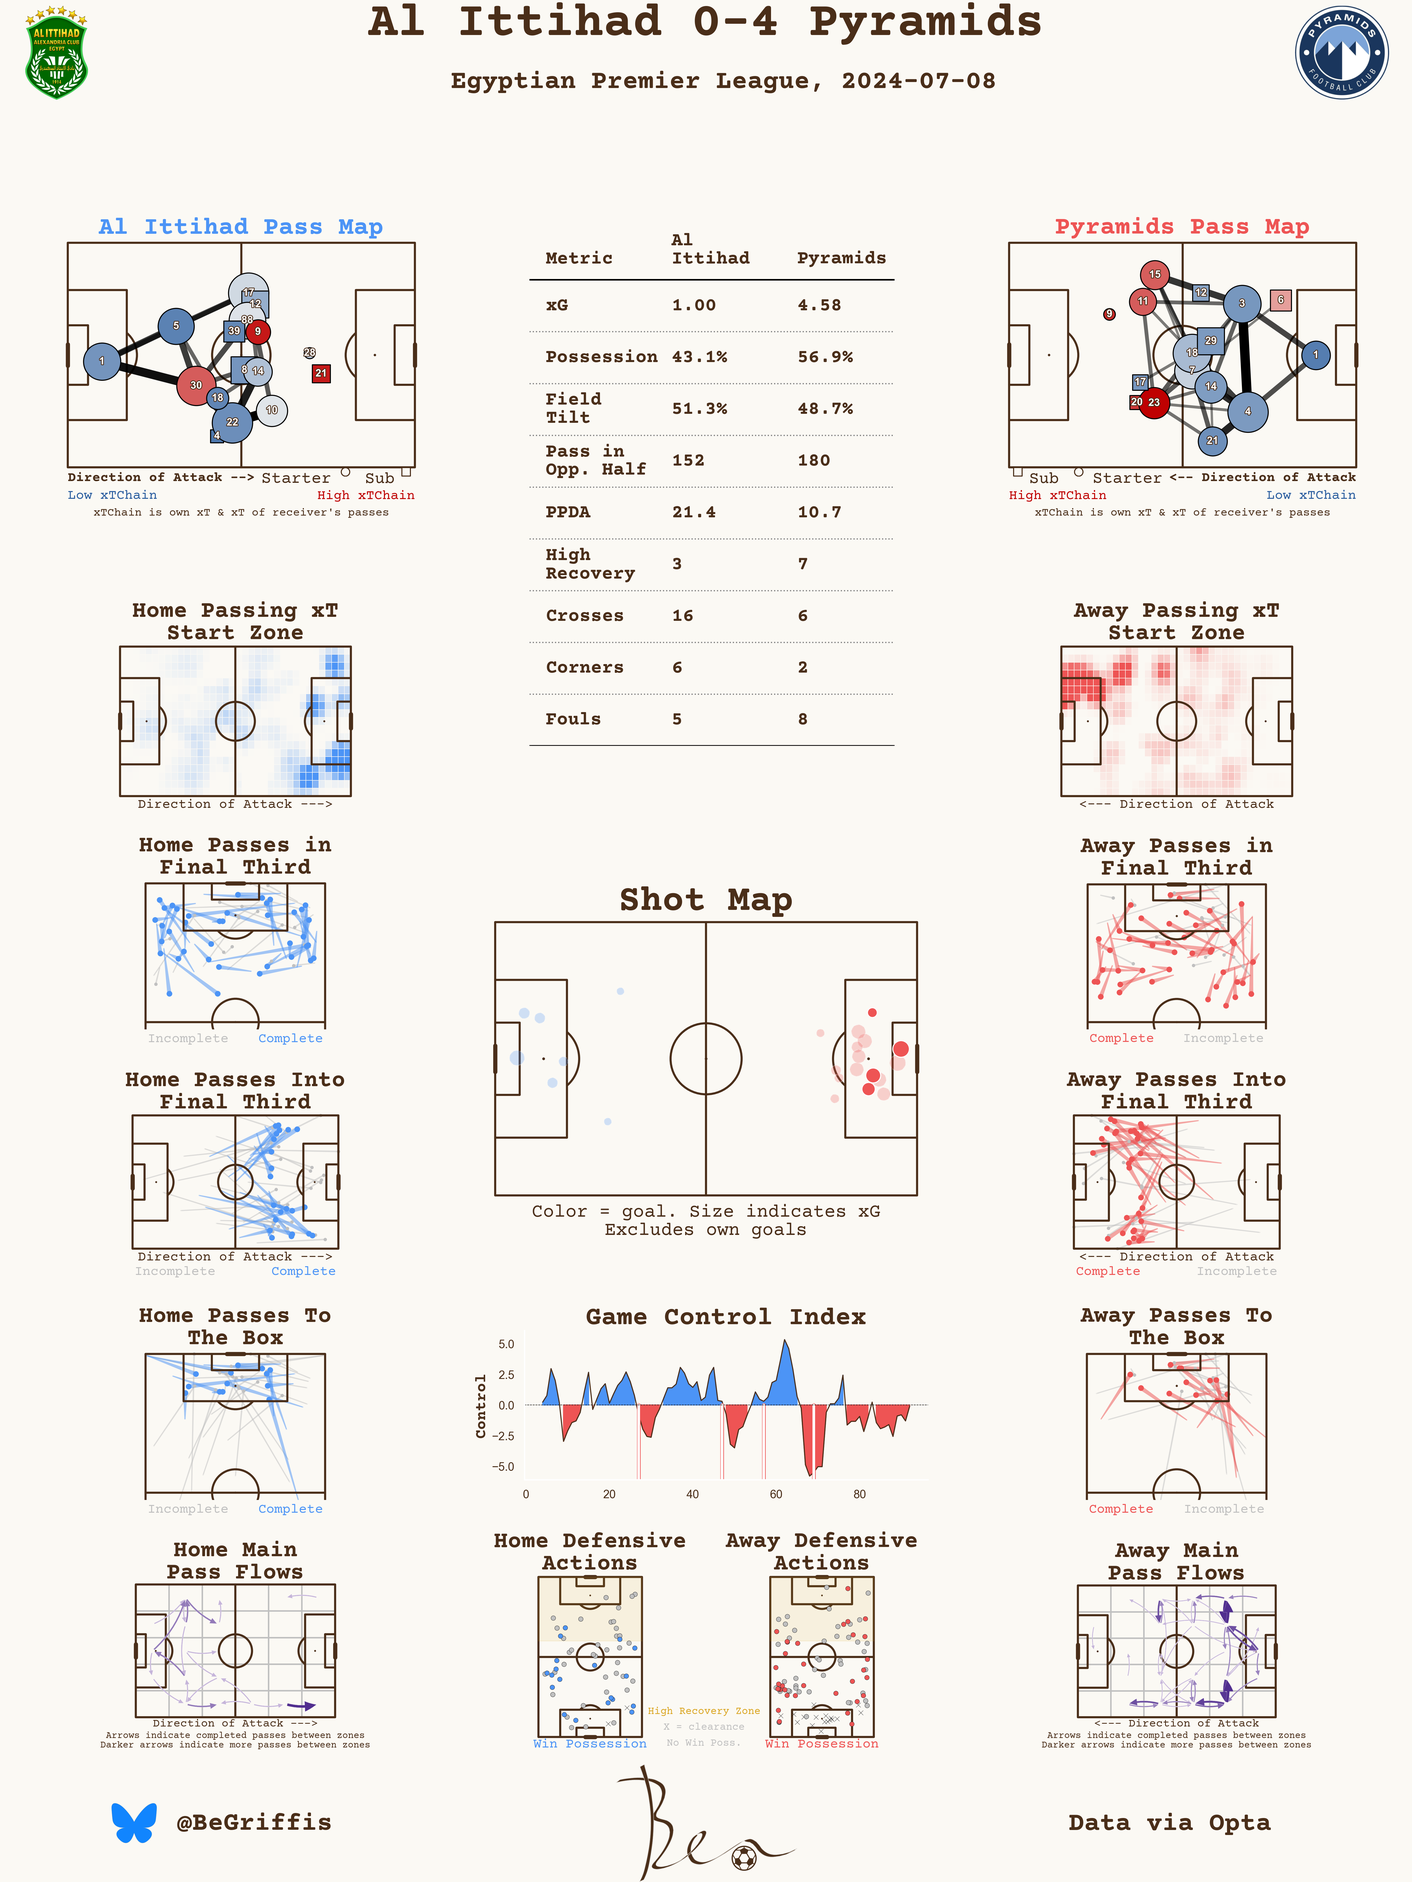 Al Ittihad 0-4 Pyramids
Egyptian Premier League, 2024-07-08
ALITTIHAD
ALEXANDRIA CLUB
EGYPT
1914
PYRAMIDS
FOOTBALL CLUB
Al Ittihad Pass Map
17
12
88
5
39
9
1
28
8
14
21
30
18
10
22
4
Direction of Attack --> Starter Sub
Low xTChain High xTChain
xTChain is own xT & xT of receiver's passes
Metric Al Ittihad Pyramids
xG 1.00 4.58
Possession 43.1% 56.9%
Field Tilt 51.3% 48.7%
Pass in Opp. Half 152 180
PPDA 21.4 10.7
High Recovery 3 7
Crosses 16 6
Corners 6 2
Fouls 5 8
Pyramids Pass Map
15
12
11
3
6
9
29
18
1
7
17
14
20
23
4
21
Sub Starter <-- Direction of Attack
High xTChain Low xTChain
xTChain is own xT & xT of receiver's passes
Home Passing xT
Start Zone
Direction of Attack --->
Away Passing xT
Start Zone
<--- Direction of Attack
Home Passes in
Final Third
Incomplete Complete
Away Passes in
Final Third
Complete Incomplete
Shot Map
Color = goal. Size indicates xG
Excludes own goals
Home Passes Into
Final Third
Direction of Attack --->
Incomplete Complete
Away Passes Into
Final Third
<--- Direction of Attack
Complete Incomplete
Home Passes To
The Box
Incomplete Complete
Game Control Index
Control
5.0
2.5
0.0
−2.5
−5.0
0 20 40 60 80
Away Passes To
The Box
Complete Incomplete
Home Main
Pass Flows
Direction of Attack --->
Arrows indicate completed passes between zones
Darker arrows indicate more passes between zones
Home Defensive
Actions
Win Possession
Away Defensive
Actions
Win Possession
High Recovery Zone
X = clearance
No Win Poss.
Away Main
Pass Flows
<--- Direction of Attack
Arrows indicate completed passes between zones
Darker arrows indicate more passes between zones
@BeGriffis
Ben
Data via Opta